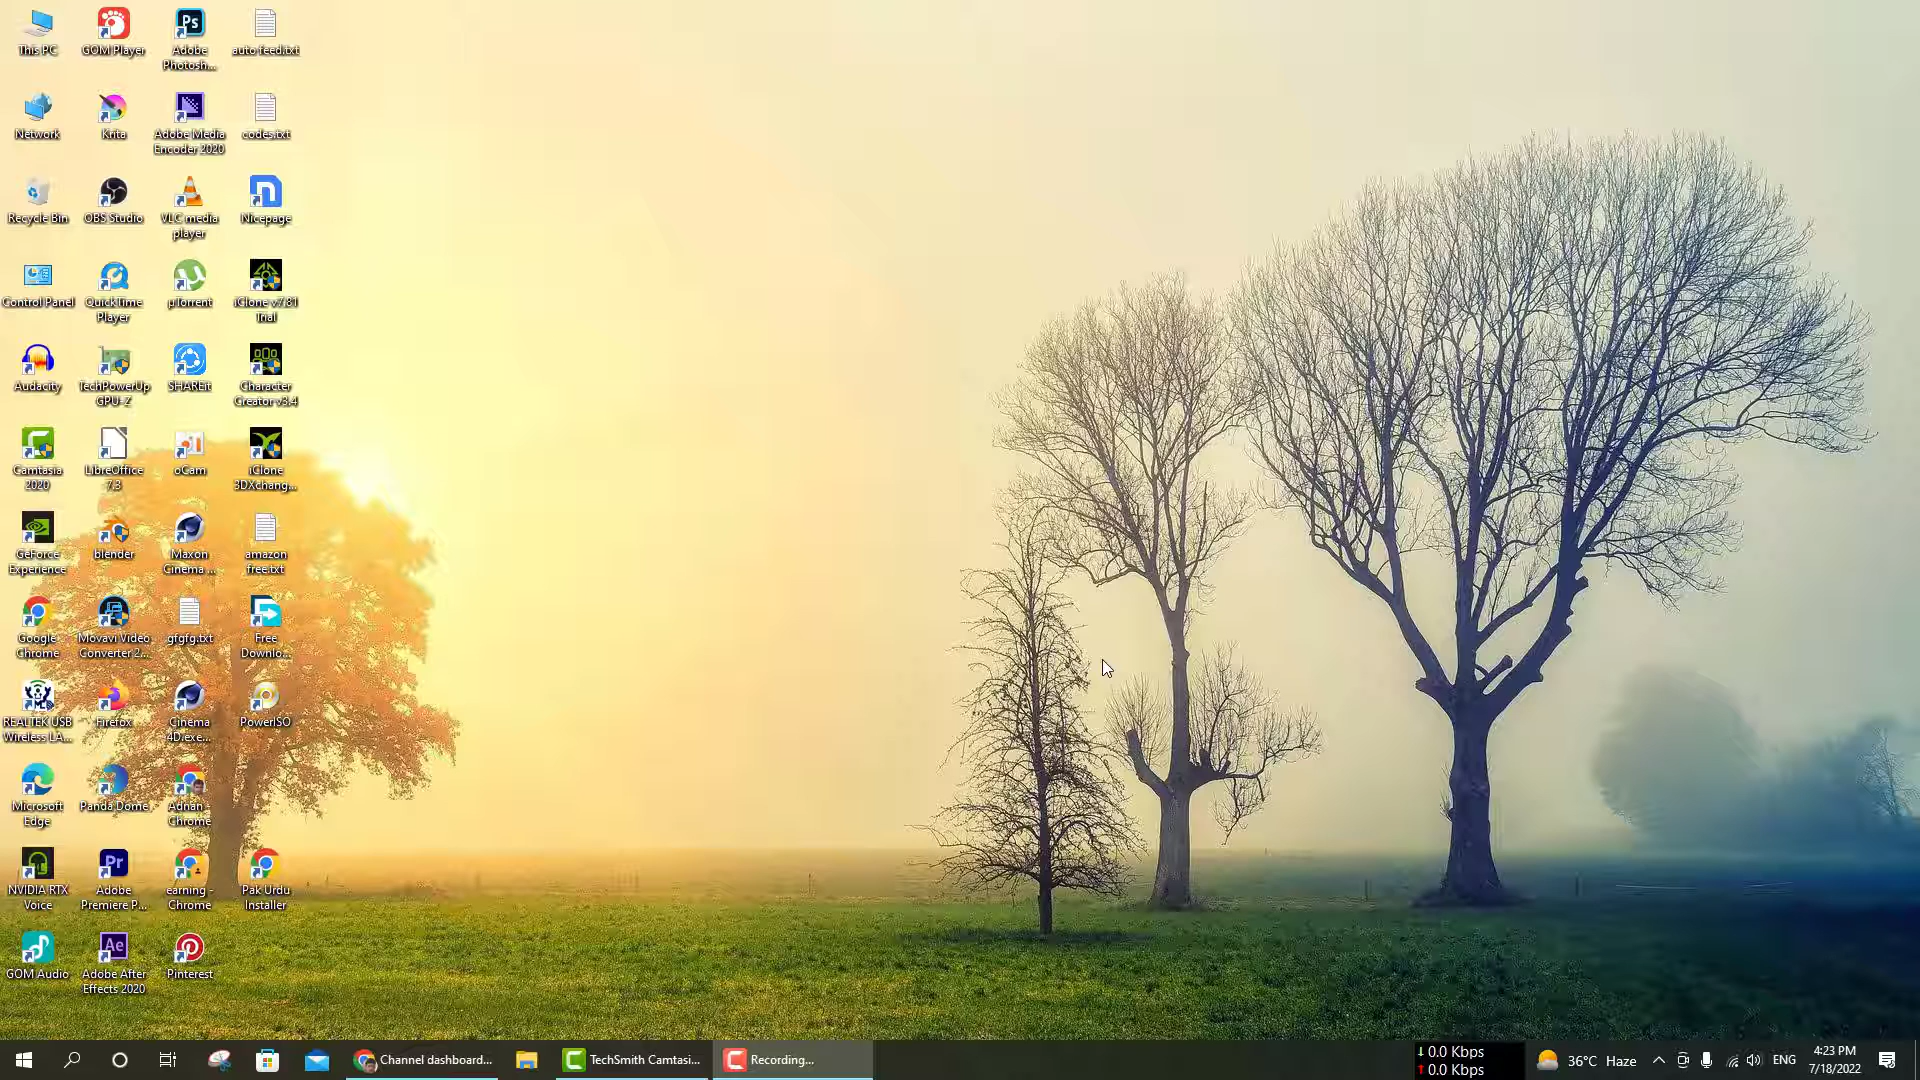 This PC
GOM Player
Adobe
Photosh...
auto feed.txt
Network
Krita
Adobe Media
Encoder 2020
codes.txt
Recycle Bin
OBS Studio
VLC media
player
Nicepage
Control Panel
QuickTime
Player
µTorrent
iClone v7.81
Trial
Audacity
TechPowerUp
GPU-Z
SHAREit
Character
Creator v3.4
Camtasia
2020
LibreOffice
7.3
oCam
iClone
3DXchang...
GeForce
Experience
blender
Maxon
Cinema ...
amazon
free.txt
Google
Chrome
Movavi Video
Converter 2...
gfgfg.txt
Free
Downlo...
REALTEK USB
Wireless LA...
Firefox
Cinema
4D.exe...
PowerISO
Microsoft
Edge
Panda Dome
Adnan -
Chrome
NVIDIA RTX
Voice
Adobe
Premiere P...
earning -
Chrome
Pak Urdu
Installer
GOM Audio
Adobe After
Effects 2020
Pinterest
Channel dashboard...
TechSmith Camtasi...
Recording...
↓ 0.0 Kbps
↑ 0.0 Kbps
36°C Haze
ENG
4:23 PM
7/18/2022